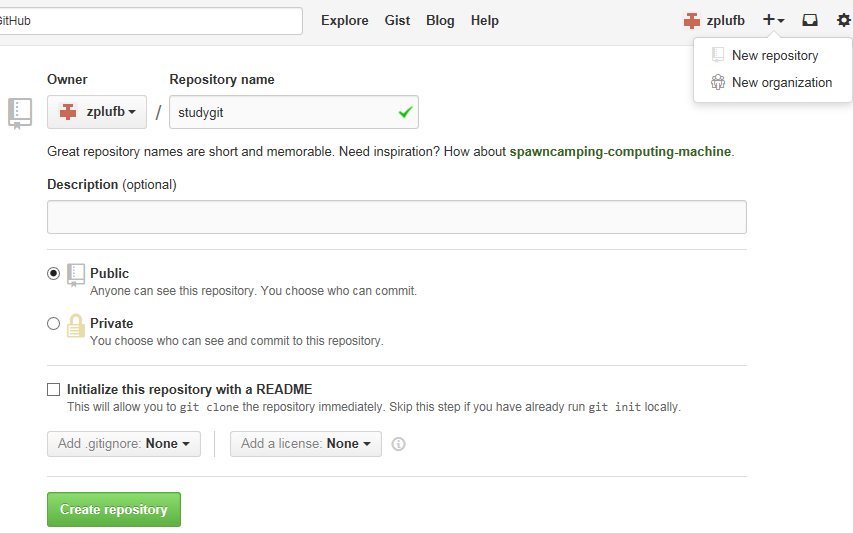 GitHub
Explore Gist Blog Help
zplufb
New repository
New organization
Owner Repository name
zplufb / studygit
Great repository names are short and memorable. Need inspiration? How about spawncamping-computing-machine.
Description (optional)
Public
Anyone can see this repository. You choose who can commit.
Private
You choose who can see and commit to this repository.
Initialize this repository with a README
This will allow you to git clone the repository immediately. Skip this step if you have already run git init locally.
Add .gitignore: None Add a license: None
Create repository